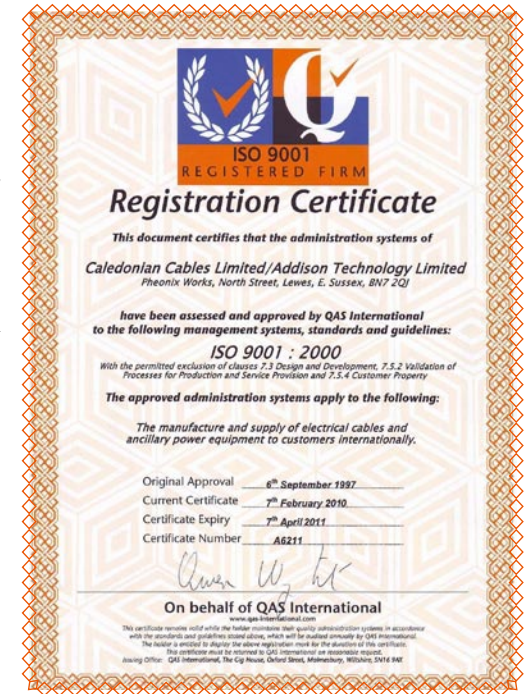 ISO 9001
REGISTERED FIRM
Registration Certificate
This document certifies that the administration systems of
Caledonian Cables Limited/Addison Technology Limited
Pheonix Works, North Street, Lewes, E. Sussex, BN7 2QJ
have been assessed and approved by QAS International
to the following management systems, standards and guidelines:
ISO 9001 : 2000
With the permitted exclusion of clauses 7.3 Design and Development, 7.5.2 Validation of
Processes for Production and Service Provision and 7.5.4 Customer Property
The approved administration systems apply to the following:
The manufacture and supply of electrical cables and
ancillary power equipment to customers internationally.
Original Approval 6th September 1997
Current Certificate 7th February 2010
Certificate Expiry 7th April 2011
Certificate Number A6211
On behalf of QAS International
www.qas-international.com
This certificate remains valid while the holder maintains their quality administration systems in accordance
with the standards and guidelines stated above, which will be audited annually by QAS International.
The holder is entitled to display the above registration mark for the duration of this certificate.
This certificate must be returned to QAS International on reasonable request.
Issuing Office: QAS International, The Gig House, Oxford Street, Malmesbury, Wiltshire, SN16 9AX